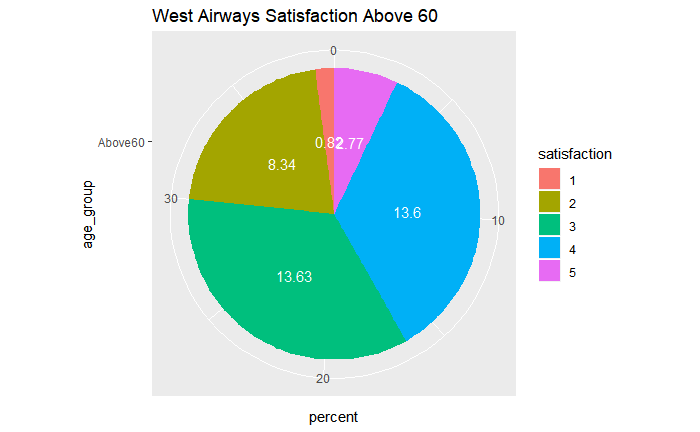 West Airways Satisfaction Above 60
0
Above60
0.82
2.77
8.34
30
13.6
10
13.63
20
age_group
percent
satisfaction
1
2
3
4
5